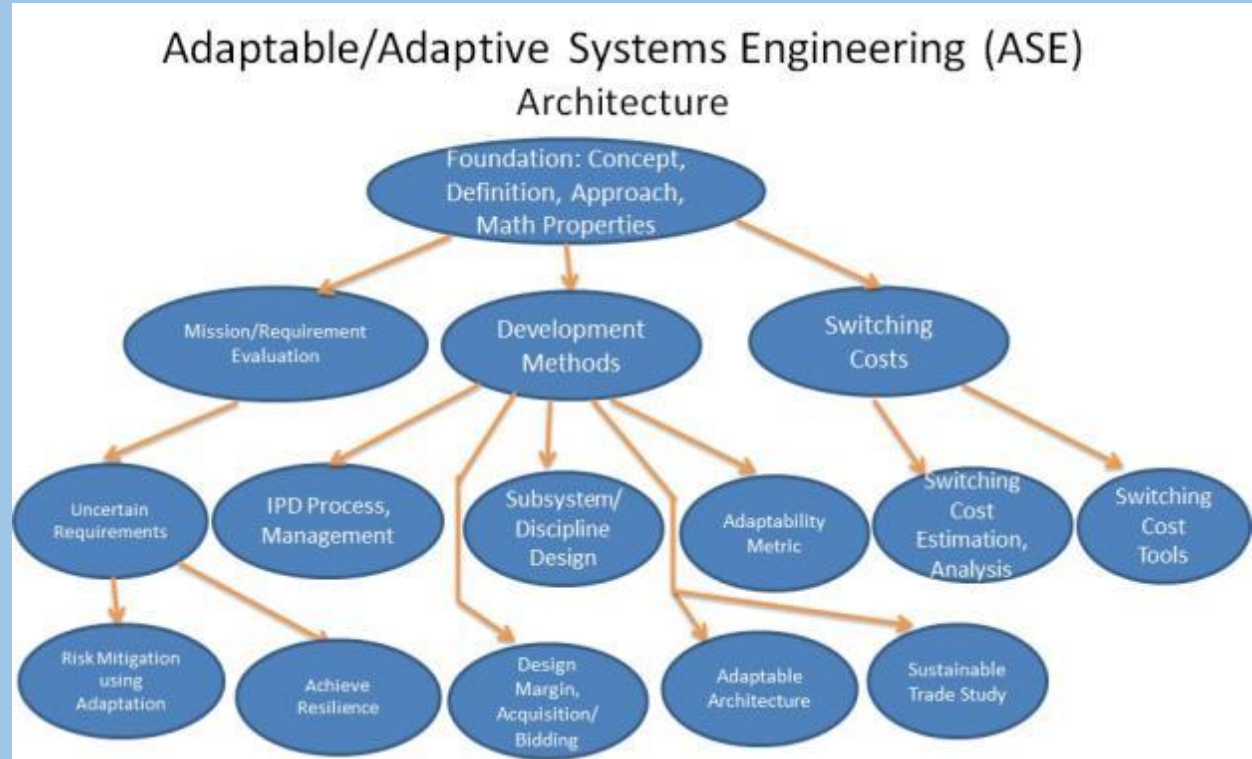 Adaptable/Adaptive Systems Engineering (ASE)
Architecture
Foundation: Concept,
Definition, Approach,
Math Properties
Mission/Requirement
Evaluation
Development
Methods
Switching
Costs
Uncertain
Requirements
IPD Process,
Management
Subsystem/
Discipline
Design
Adaptability
Metric
Switching
Cost
Estimation,
Analysis
Switching
Cost
Tools
Risk Mitigation
using
Adaptation
Achieve
Resilience
Design
Margin,
Acquisition/
Bidding
Adaptable
Architecture
Sustainable
Trade Study